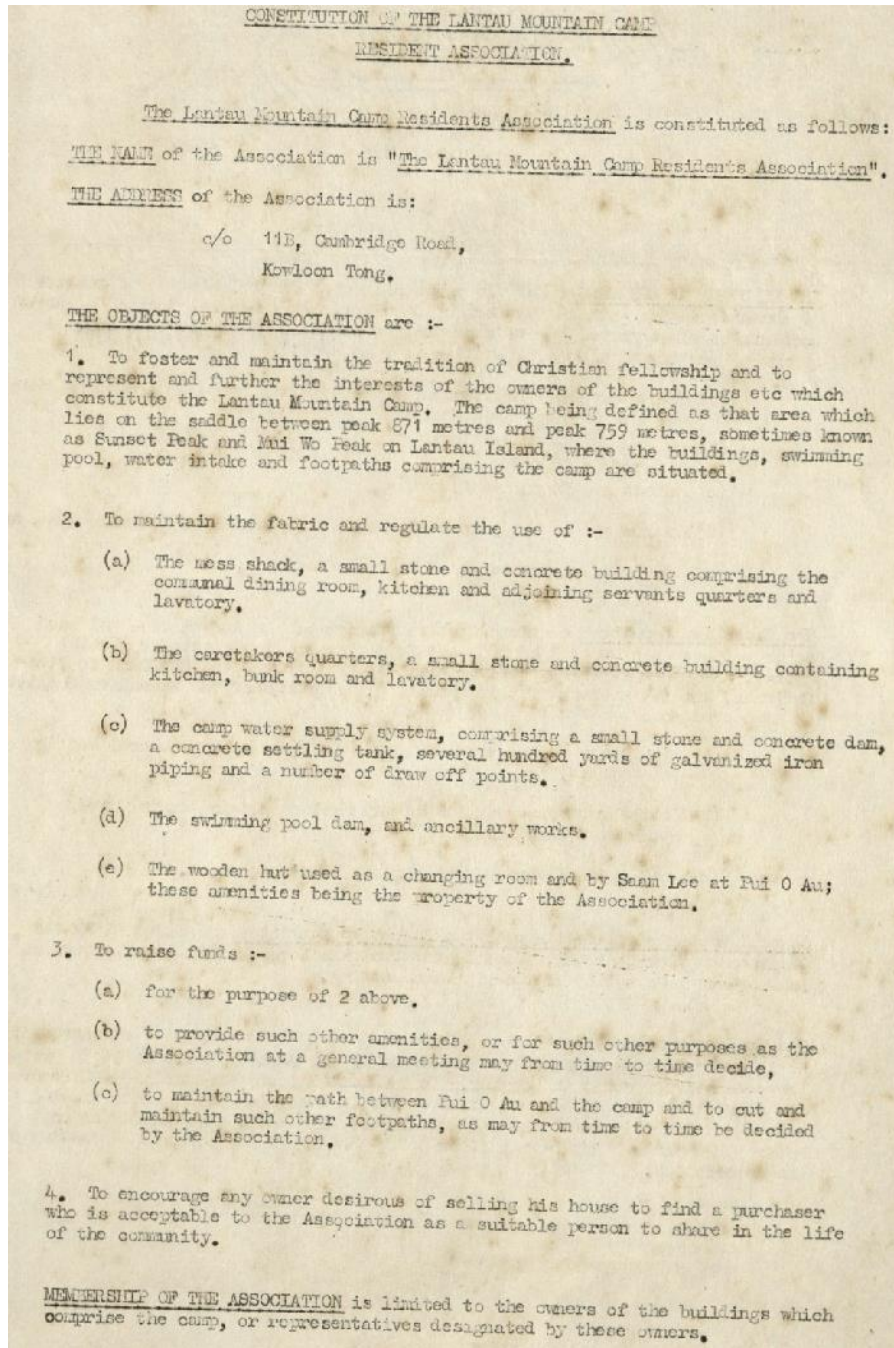 CONSTITUTION OF THE LANTAU MOUNTAIN CAMP
RESIDENT ASSOCIATION.
The Lantau Mountain Camp Residents Association is constituted as follows:
THE NAME of the Association is "The Lantau Mountain Camp Residents Association".
THE ADDRESS of the Association is:
c/o 11B, Cambridge Road,
Kowloon Tong.
THE OBJECTS OF THE ASSOCIATION are :-
1. To foster and maintain the tradition of Christian fellowship and to
represent and further the interests of the owners of the buildings etc which
constitute the Lantau Mountain Camp. The camp being defined as that area which
lies on the saddle between peak 871 metres and peak 759 metres, sometimes known
as Sunset Peak and Mui Wo Peak on Lantau Island, where the buildings, swimming
pool, water intake and footpaths comprising the camp are situated.
2. To maintain the fabric and regulate the use of :-
(a) The mess shack, a small stone and concrete building comprising the
communal dining room, kitchen and adjoining servants quarters and
lavatory.
(b) The caretakers quarters, a small stone and concrete building containing
kitchen, bunk room and lavatory.
(c) The camp water supply system, comprising a small stone and concrete dam,
a concrete settling tank, several hundred yards of galvanized iron
piping and a number of draw off points.
(d) The swimming pool dam, and ancillary works.
(e) The wooden hut used as a changing room and by Saam Lee at Pui O Au;
these amenities being the property of the Association.
3. To raise funds :-
(a) for the purpose of 2 above.
(b) to provide such other amenities, or for such other purposes as the
Association at a general meeting may from time to time decide,
(c) to maintain the path between Pui O Au and the camp and to cut and
maintain such other footpaths, as may from time to time be decided
by the Association.
4. To encourage any owner desirous of selling his house to find a purchaser
who is acceptable to the Association as a suitable person to share in the life
of the community.
MEMBERSHIP OF THE ASSOCIATION is limited to the owners of the buildings which
comprise the camp, or representatives designated by these owners.